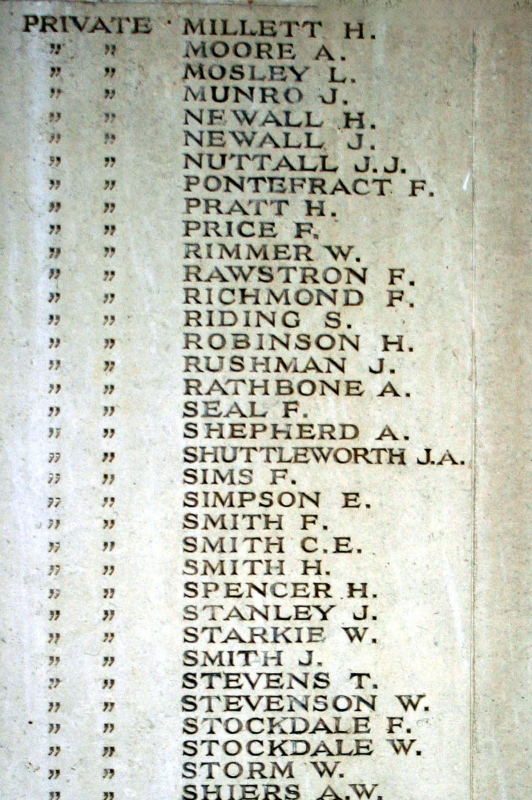 PRIVATE MILLETT H.
" " MOORE A.
" " MOSLEY L.
" " MUNRO J.
" " NEWALL H.
" " NEWALL J.
" " NUTTALL J.J.
" " PONTEFRACT F.
" " PRATT H.
" " PRICE F.
" " RIMMER W.
" " RAWSTRON F.
" " RICHMOND F.
" " RIDING S.
" " ROBINSON H.
" " RUSHMAN J.
" " RATHBONE A.
" " SEAL F.
" " SHEPHERD A.
" " SHUTTLEWORTH J.A.
" " SIMS F.
" " SIMPSON E.
" " SMITH F.
" " SMITH C.E.
" " SMITH H.
" " SPENCER H.
" " STANLEY J.
" " STARKIE W.
" " SMITH J.
" " STEVENS T.
" " STEVENSON W.
" " STOCKDALE F.
" " STOCKDALE W.
" " STORM W.
" " SHIERS A.W.